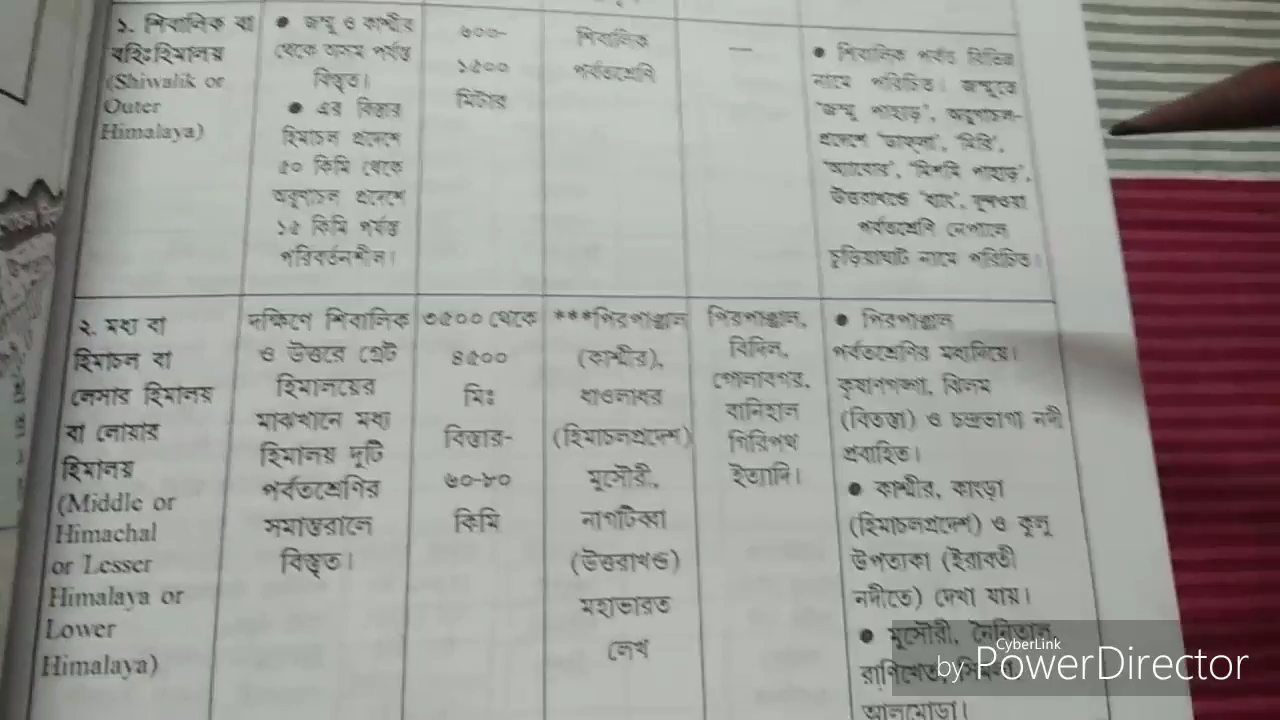 ১. শিবালিক বা
বহিঃহিমালয়
(Shiwalik or
Outer
Himalaya)
● জম্মু ও কাশ্মীর
থেকে অসম পর্যন্ত
বিস্তৃত।
● এর বিস্তার
হিমাচল প্রদেশে
৫০ কিমি থেকে
অরুণাচল প্রদেশে
১৫ কিমি পর্যন্ত
পরিবর্তনশীল।
৬০০-
১৫০০
মিটার
শিবালিক
পর্বতশ্রেণি
—
● শিবালিক পর্বত বিভিন্ন
নামে পরিচিত। জম্মুতে
'জম্মু পাহাড়', অরুণাচল-
প্রদেশে 'ডাফলা', 'মিরি',
'অ্যাবোর', 'মিশমি পাহাড়',
উত্তরাখণ্ডে 'ধাং',
পর্বতশ্রেণি নেপালে
চুড়িয়াঘাট নামে পরিচিত।
২. মধ্য বা
হিমাচল বা
লেসার হিমালয়
বা লোয়ার
হিমালয়
(Middle or
Himachal
or Lesser
Himalaya or
Lower
Himalaya)
দক্ষিণে শিবালিক
ও উত্তরে গ্রেট
হিমালয়ের
মাঝখানে মধ্য
হিমালয় দুটি
পর্বতশ্রেণির
সমান্তরালে
বিস্তৃত।
৩৫০০ থেকে
৪৫০০
মিঃ
বিস্তার-
৬০-৮০
কিমি
***পিরপাঞ্জাল
(কাশ্মীর),
ধাওলাধর
(হিমাচলপ্রদেশ)
মুসৌরী,
নাগটিব্বা
(উত্তরাখণ্ড)
মহাভারত
লেখ
পিরপাঞ্জাল,
বিদিল,
গোলাবগর,
বানিহাল
গিরিপথ
ইত্যাদি।
● পিরপাঞ্জাল
পর্বতশ্রেণির মধ্যদিয়ে।
কৃষাণগঙ্গা, ঝিলম
(বিতস্তা) ও চন্দ্রভাগা নদী
প্রবাহিত।
● কাশ্মীর, কাংড়া
(হিমাচলপ্রদেশ) ও কুলু
উপত্যকা (ইরাবতী
নদীতে) দেখা যায়।
● মুসৌরী, নৈনিতাল,
রাণিখেত,
আলমোড়া।
CyberLink
by PowerDirector